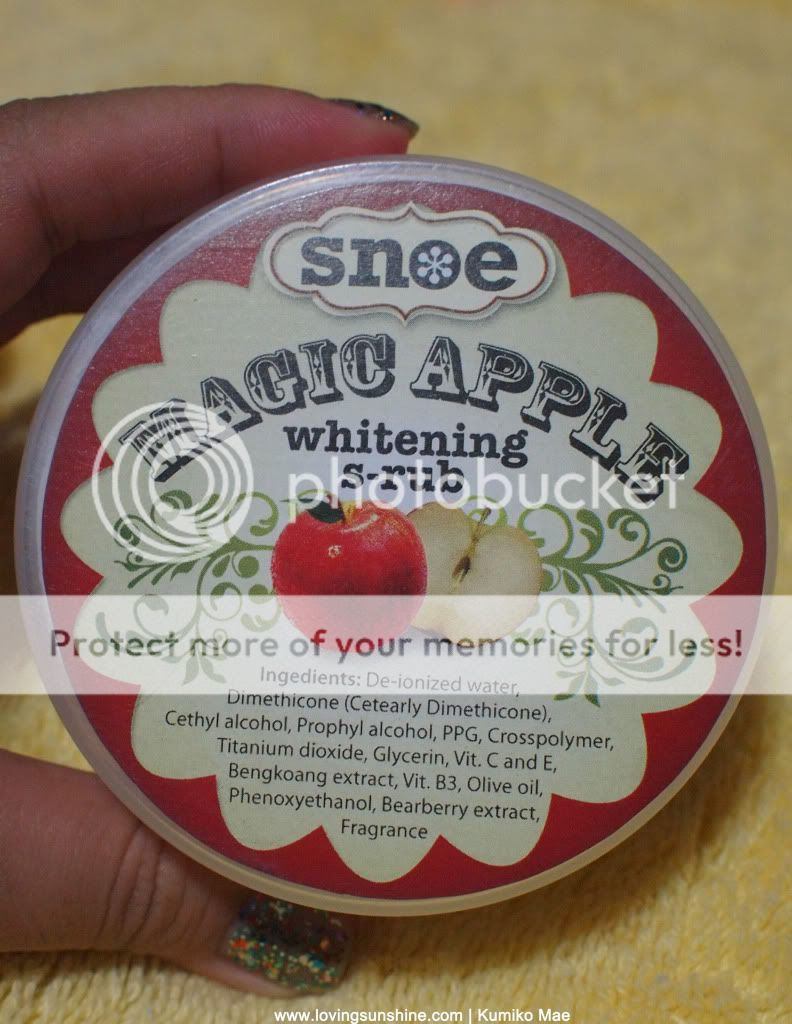 snoe
MAGIC APPLE
whitening
s-rub
photobucket
Protect more of your memories for less!
Ingedients: De-ionized water,
Dimethicone (Cetearly Dimethicone),
Cethyl alcohol, Prophyl alcohol, PPG, Crosspolymer,
Titanium dioxide, Glycerin, Vit. C and E,
Bengkoang extract, Vit. B3, Olive oil,
Phenoxyethanol, Bearberry extract,
Fragrance
www.lovingsunshine.com | Kumiko Mae